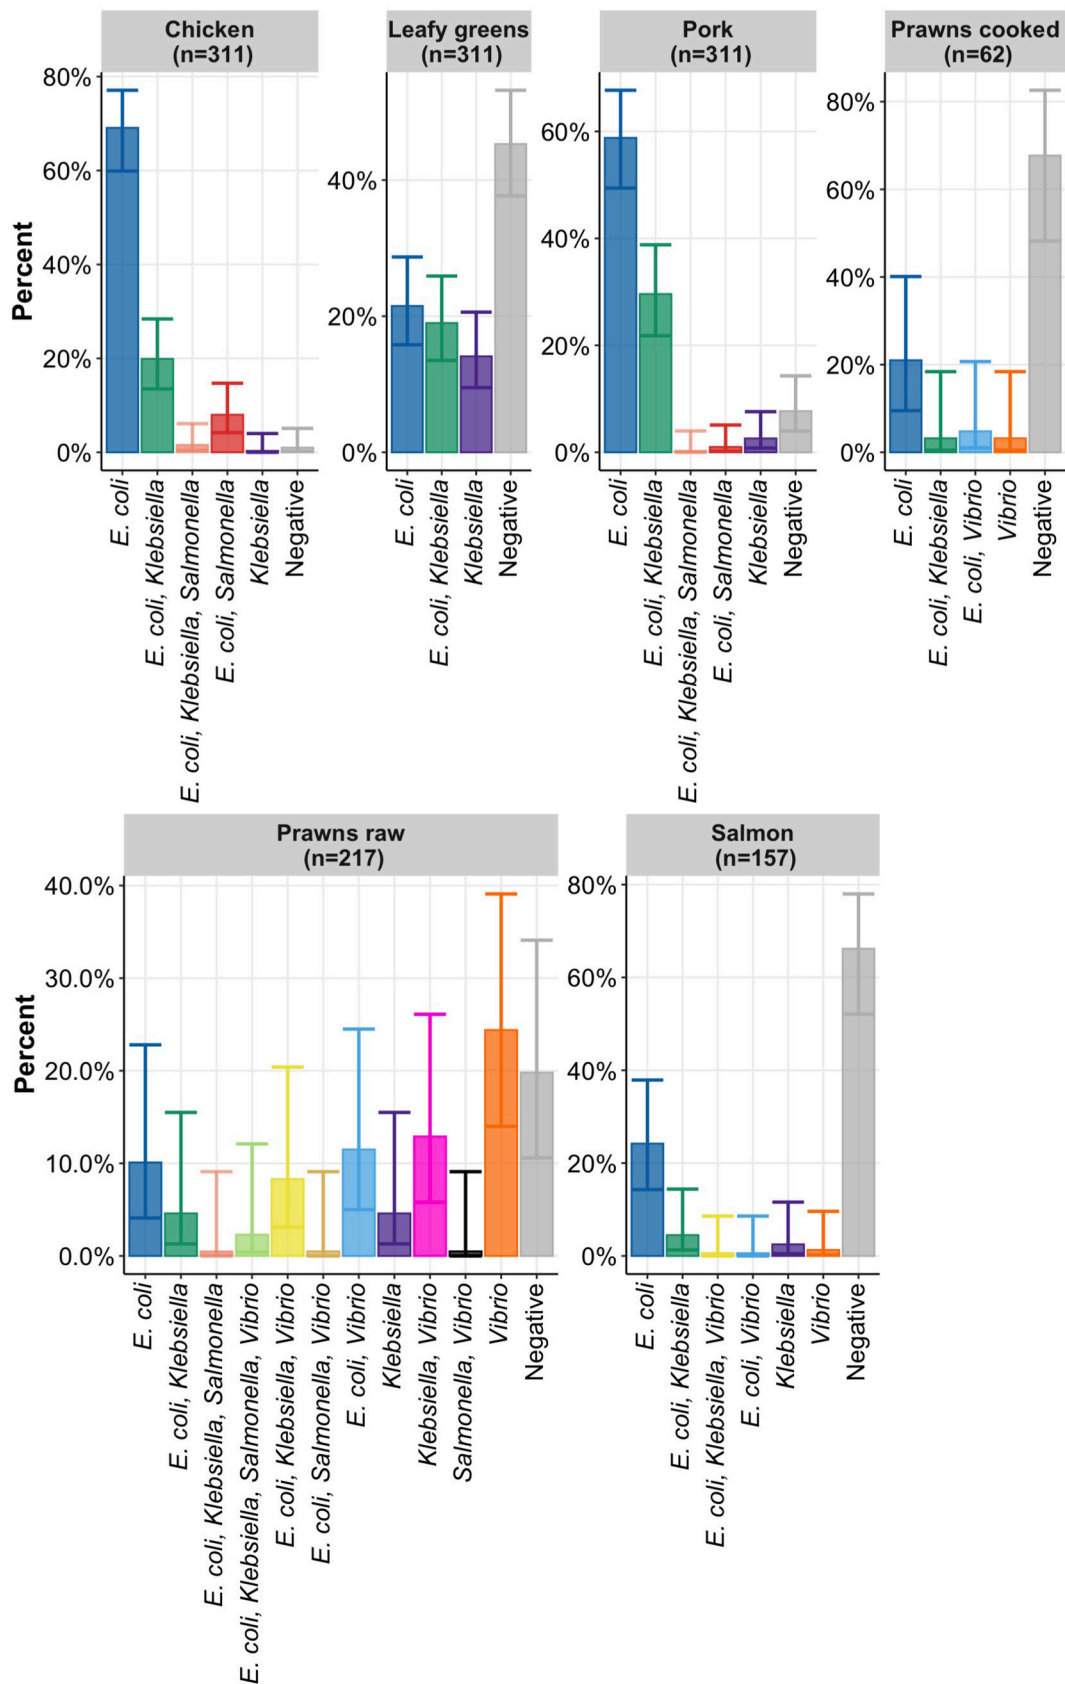 Chicken
(n=311)
Leafy greens
(n=311)
Pork
(n=311)
Prawns cooked
(n=62)
Percent
80%
60%
40%
20%
0%
40%
20%
0%
60%
40%
20%
0%
80%
60%
40%
20%
0%
E. coli
E. coli, Klebsiella
E. coli, Klebsiella, Salmonella
E. coli, Salmonella
Klebsiella
Negative
E. coli
E. coli, Klebsiella
Klebsiella
Negative
E. coli
E. coli, Klebsiella
E. coli, Klebsiella, Salmonella
E. coli, Salmonella
Klebsiella
Negative
E. coli
E. coli, Klebsiella
E. coli, Vibrio
Vibrio
Negative
Prawns raw
(n=217)
Salmon
(n=157)
Percent
40.0%
30.0%
20.0%
10.0%
0.0%
80%
60%
40%
20%
0%
E. coli
E. coli, Klebsiella
E. coli, Klebsiella, Salmonella
E. coli, Klebsiella, Salmonella, Vibrio
E. coli, Klebsiella, Vibrio
E. coli, Salmonella, Vibrio
E. coli, Vibrio
Klebsiella
Klebsiella, Vibrio
Salmonella, Vibrio
Vibrio
Negative
E. coli
E. coli, Klebsiella
E. coli, Klebsiella, Vibrio
E. coli, Vibrio
Klebsiella
Vibrio
Negative